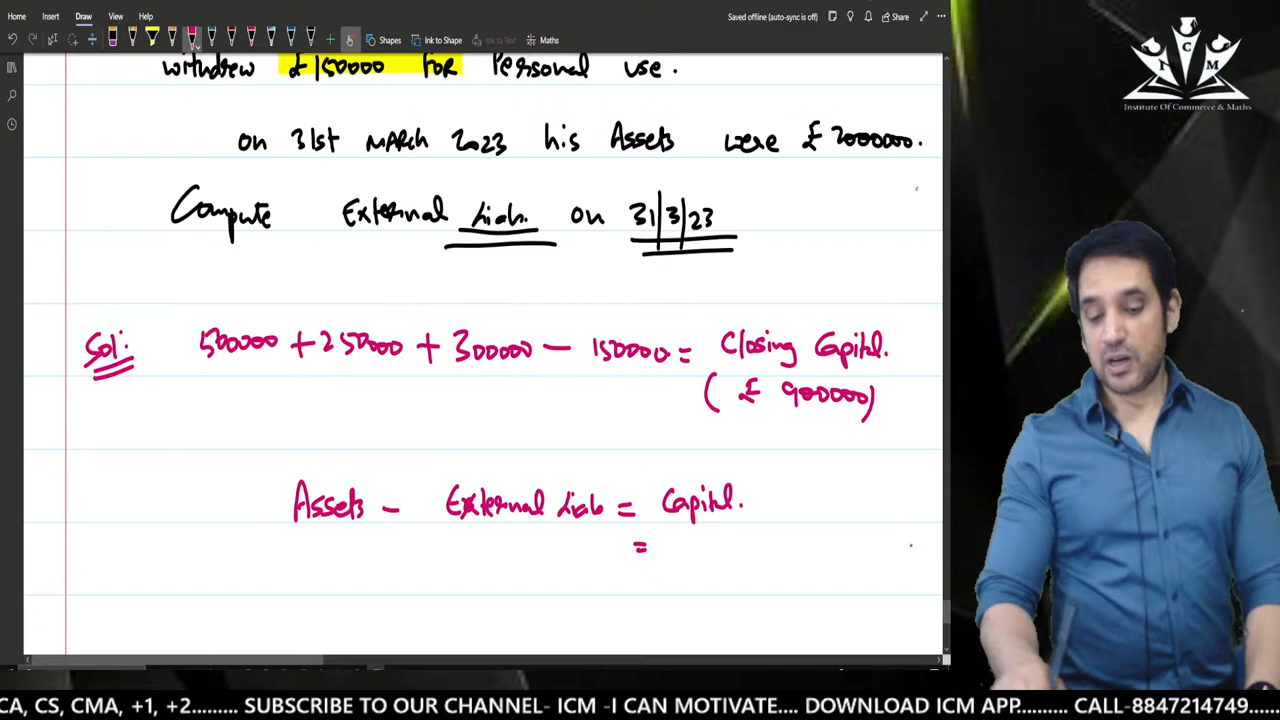 Home Insert Draw View Saved offline (auto-sync is off) Share
Shapes Ink to Shape Ink to Text Maths
withdrew £150000 for Personal use.
on 31st MARCH 2023 his Assets were £ 2000000.
Compute External Liab. on 31/3/23
Sol: 500000 + 250000 + 300000 - 150000 = Closing Capital.
( £ 900000)
Assets - External Liab = Capital.
=
I C M
Institute Of Commerce & Maths
CA, CS, CMA, +1, +2......... SUBSCRIBE TO OUR CHANNEL- ICM -I CAN MOTIVATE.... DOWNLOAD ICM APP.......... CALL-8847214749.......